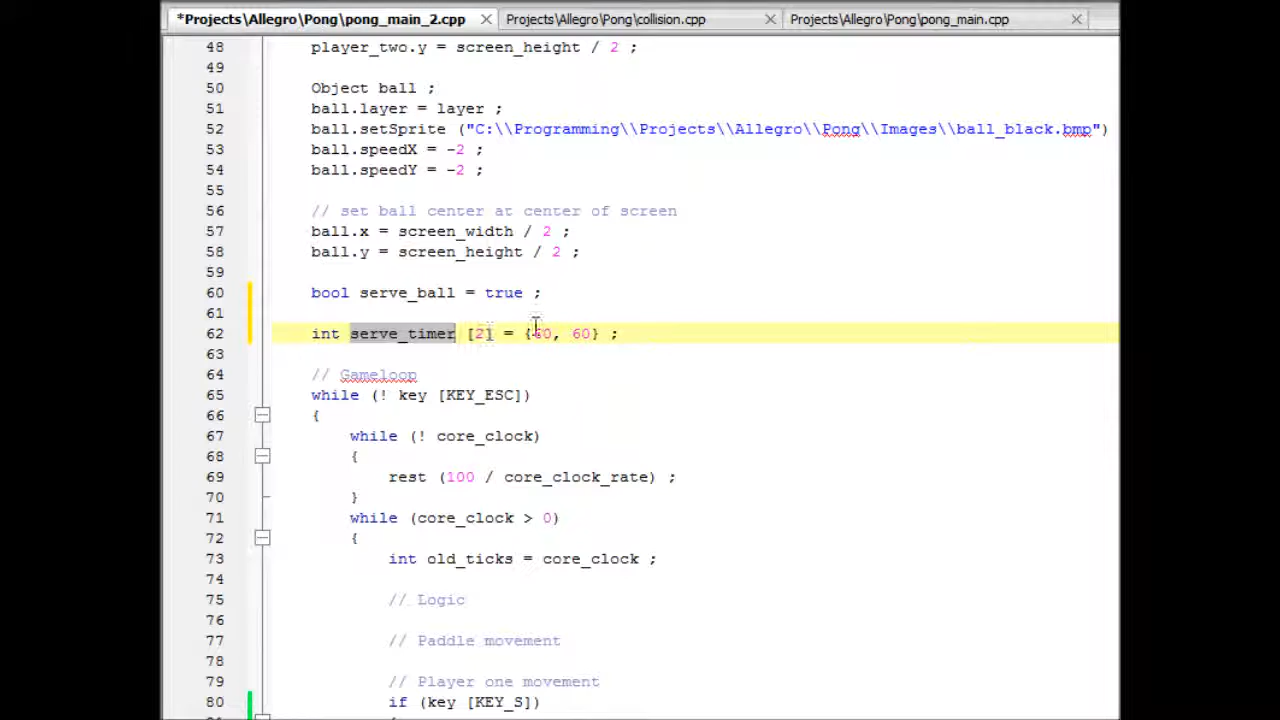 *Projects\Allegro\Pong\pong_main_2.cpp Projects\Allegro\Pong\collision.cpp Projects\Allegro\Pong\pong_main.cpp
48 player_two.y = screen_height / 2 ;
49
50 Object ball ;
51 ball.layer = layer ;
52 ball.setSprite ("C:\\Programming\\Projects\\Allegro\\Pong\\Images\\ball_black.bmp")
53 ball.speedX = -2 ;
54 ball.speedY = -2 ;
55
56 // set ball center at center of screen
57 ball.x = screen_width / 2 ;
58 ball.y = screen_height / 2 ;
59
60 bool serve_ball = true ;
61
62 int serve_timer [2] = {60, 60} ;
63
64 // Gameloop
65 while (! key [KEY_ESC])
66 {
67 while (! core_clock)
68 {
69 rest (100 / core_clock_rate) ;
70 }
71 while (core_clock > 0)
72 {
73 int old_ticks = core_clock ;
74
75 // Logic
76
77 // Paddle movement
78
79 // Player one movement
80 if (key [KEY_S])